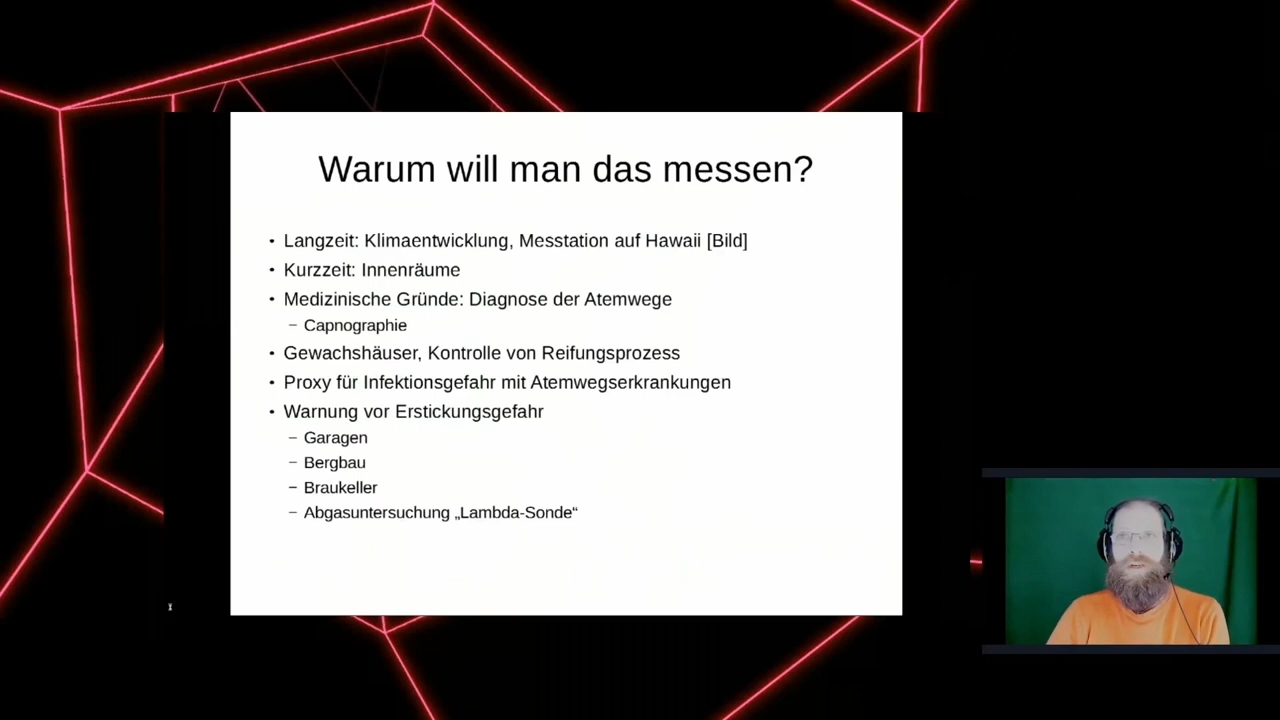 Warum will man das messen?
• Langzeit: Klimaentwicklung, Messtation auf Hawaii [Bild]
• Kurzzeit: Innenräume
• Medizinische Gründe: Diagnose der Atemwege
– Capnographie
• Gewachshäuser, Kontrolle von Reifungsprozess
• Proxy für Infektionsgefahr mit Atemwegserkrankungen
• Warnung vor Erstickungsgefahr
– Garagen
– Bergbau
– Braukeller
– Abgasuntersuchung „Lambda-Sonde“